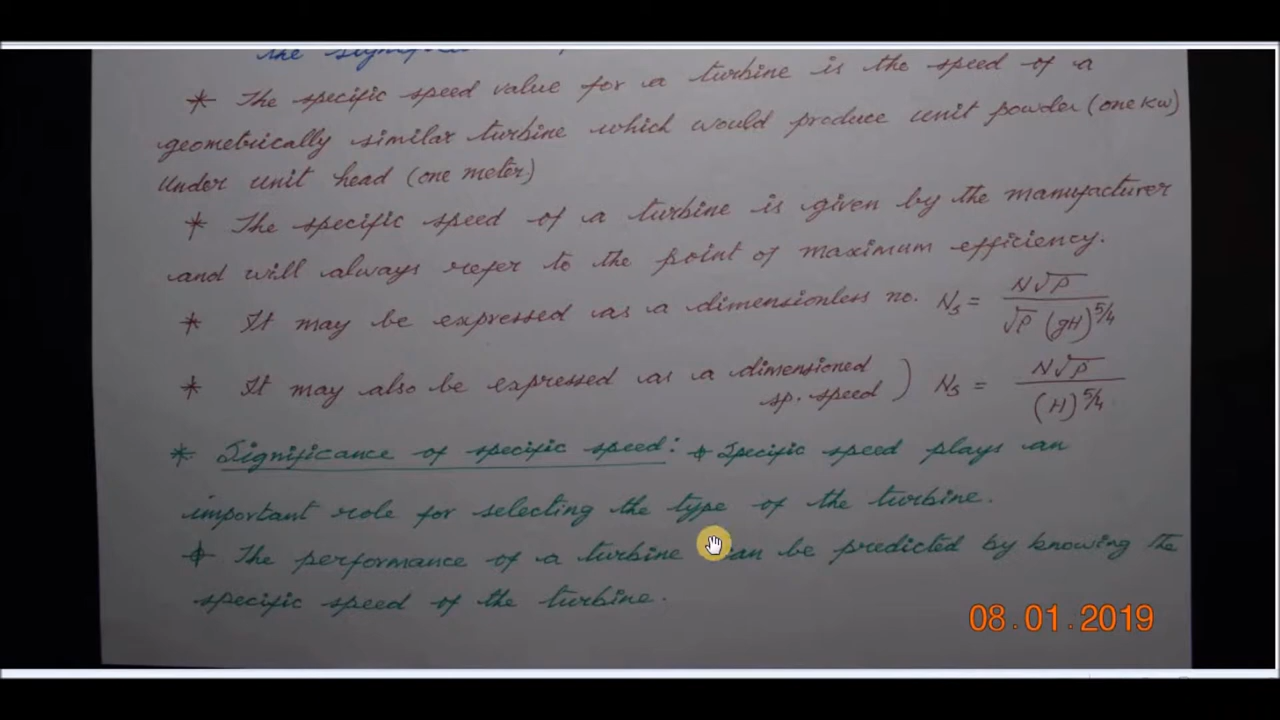 the
* The specific speed value for a turbine is the speed of a
geometrically similar turbine which would produce unit powder (one KW)
Under unit head (one meter)
* The specific speed of a turbine is given by the manufacturer
and will always refer to the point of maximum efficiency.
* It may be expressed as a dimensionless no. Ns = N√P / √ρ (gH)^5/4
* It may also be expressed as a dimensioned sp. speed) Ns = N√P / (H)^5/4
* Significance of specific speed: * Specific speed plays an
important role for selecting the type of the turbine.
* The performance of a turbine can be predicted by knowing the
specific speed of the turbine.
08.01.2019